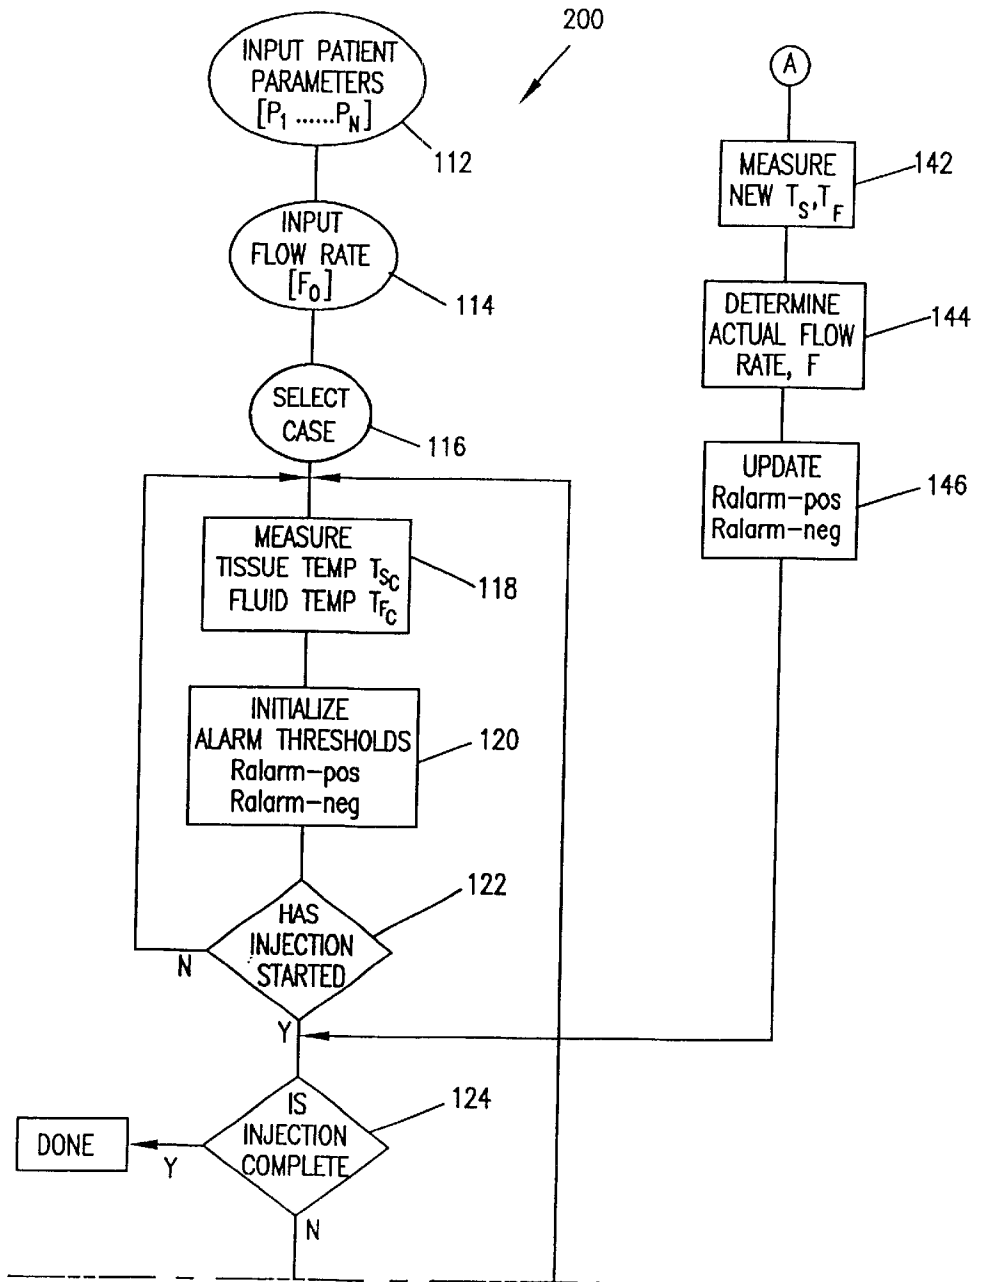 200
INPUT PATIENT
PARAMETERS
[P1 ......PN]
112
INPUT
FLOW RATE
[F0]
114
SELECT
CASE
116
MEASURE
TISSUE TEMP TSC
FLUID TEMP TFC
118
INITIALIZE
ALARM THRESHOLDS
Ralarm-pos
Ralarm-neg
120
HAS
INJECTION
STARTED
122
N
Y
IS
INJECTION
COMPLETE
124
Y
DONE
N
A
MEASURE
NEW TS,TF
142
DETERMINE
ACTUAL FLOW
RATE, F
144
UPDATE
Ralarm-pos
Ralarm-neg
146